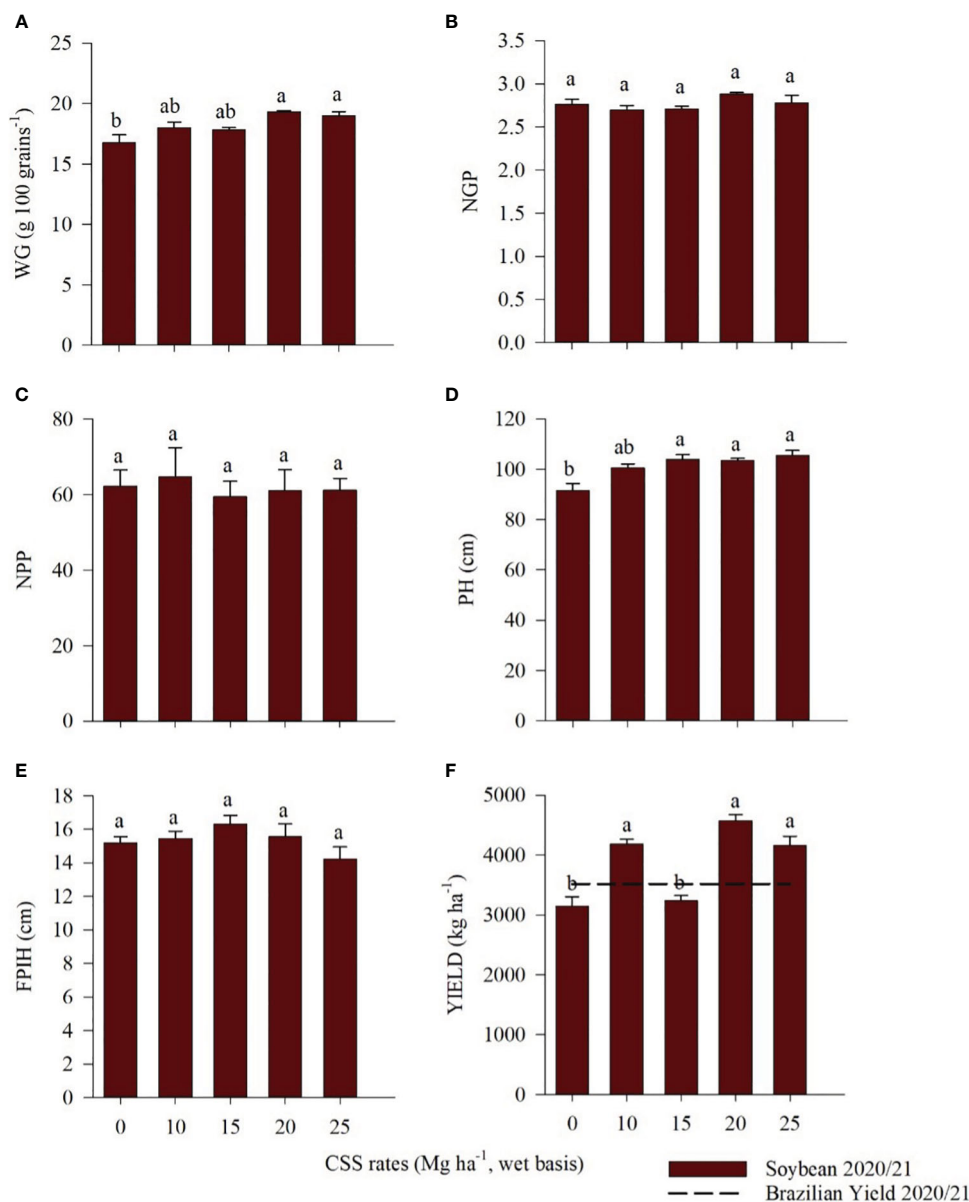 A
WG (g 100 grains⁻¹)
25
20
15
10
5
0
b ab ab a a
B
NGP
3.5
3.0
2.5
2.0
1.5
1.0
0.5
0.0
a a a a a
C
NPP
80
60
40
20
0
a a a a a
D
PH (cm)
120
100
80
60
40
20
0
b ab a a a
E
FPIH (cm)
18
16
14
12
10
8
6
4
2
0
a a a a a
0 10 15 20 25
F
YIELD (kg ha⁻¹)
5000
4000
3000
2000
1000
0
b a b a a
0 10 15 20 25
CSS rates (Mg ha⁻¹, wet basis)
Soybean 2020/21
Brazilian Yield 2020/21